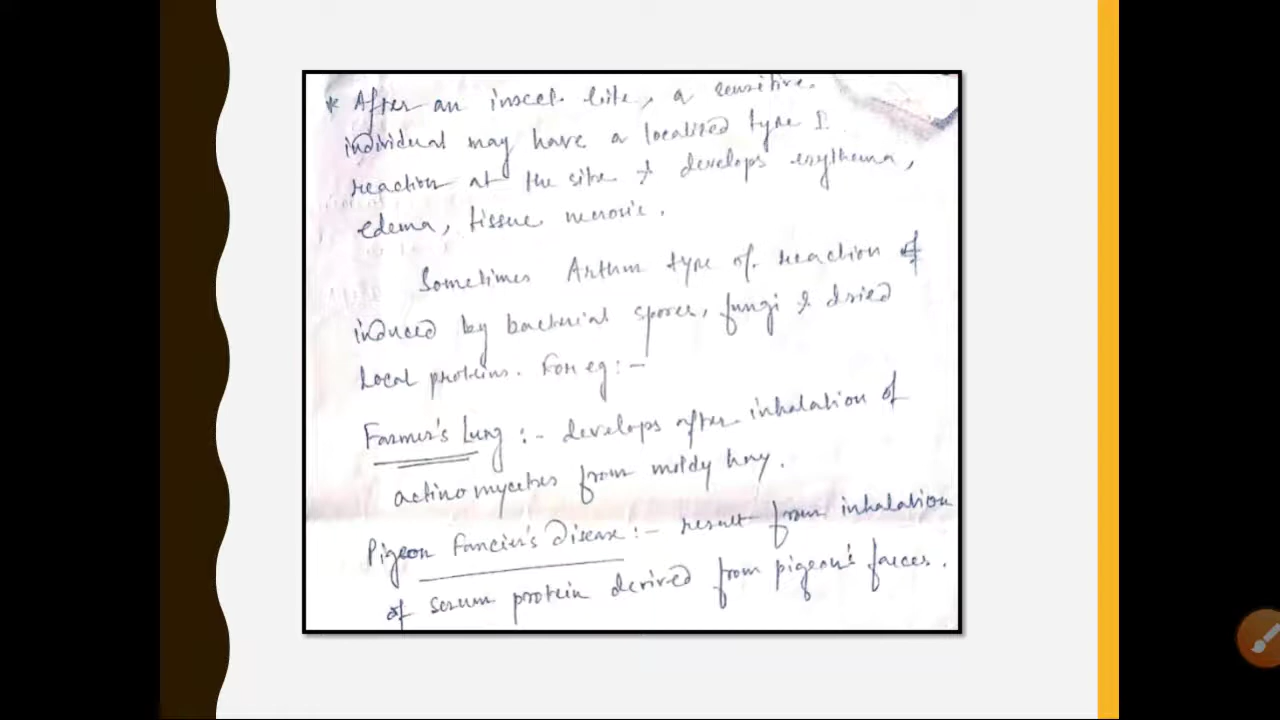 * After an insect bite, a sensitive
individual may have a localized type I
reaction at the site & develops erythema,
edema, tissue necrosis.
Sometimes Arthus type of reaction
induced by bacterial spores, fungi & dried
local proteins. For eg :-
Farmer's Lung :- develops after inhalation of
actinomycetes from moldy hay.
Pigeon Fancier's Disease :- result from inhalation
of serum protein derived from pigeon's faeces.